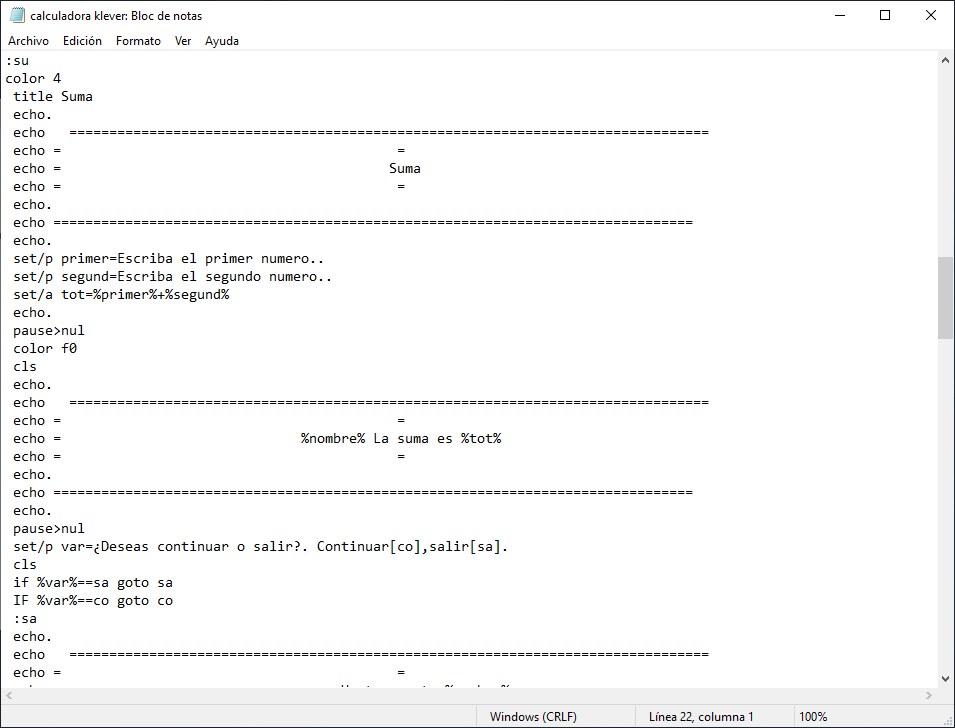 calculadora klever: Bloc de notas
Archivo Edición Formato Ver Ayuda
:su
color 4
 title Suma
 echo.
 echo   ================================================================================
 echo =                                          =
 echo =                                         Suma
 echo =                                          =
 echo.
 echo ================================================================================
 echo.
 set/p primer=Escriba el primer numero..
 set/p segund=Escriba el segundo numero..
 set/a tot=%primer%+%segund%
 echo.
 pause>nul
 color f0
 cls
 echo.
 echo   ================================================================================
 echo =                                          =
 echo =                              %nombre% La suma es %tot%
 echo =                                          =
 echo.
 echo ================================================================================
 echo.
 pause>nul
 set/p var=¿Deseas continuar o salir?. Continuar[co],salir[sa].
 cls
 if %var%==sa goto sa
 IF %var%==co goto co
 :sa
 echo.
 echo   ================================================================================
 echo =                                          =
Windows (CRLF) Línea 22, columna 1 100%